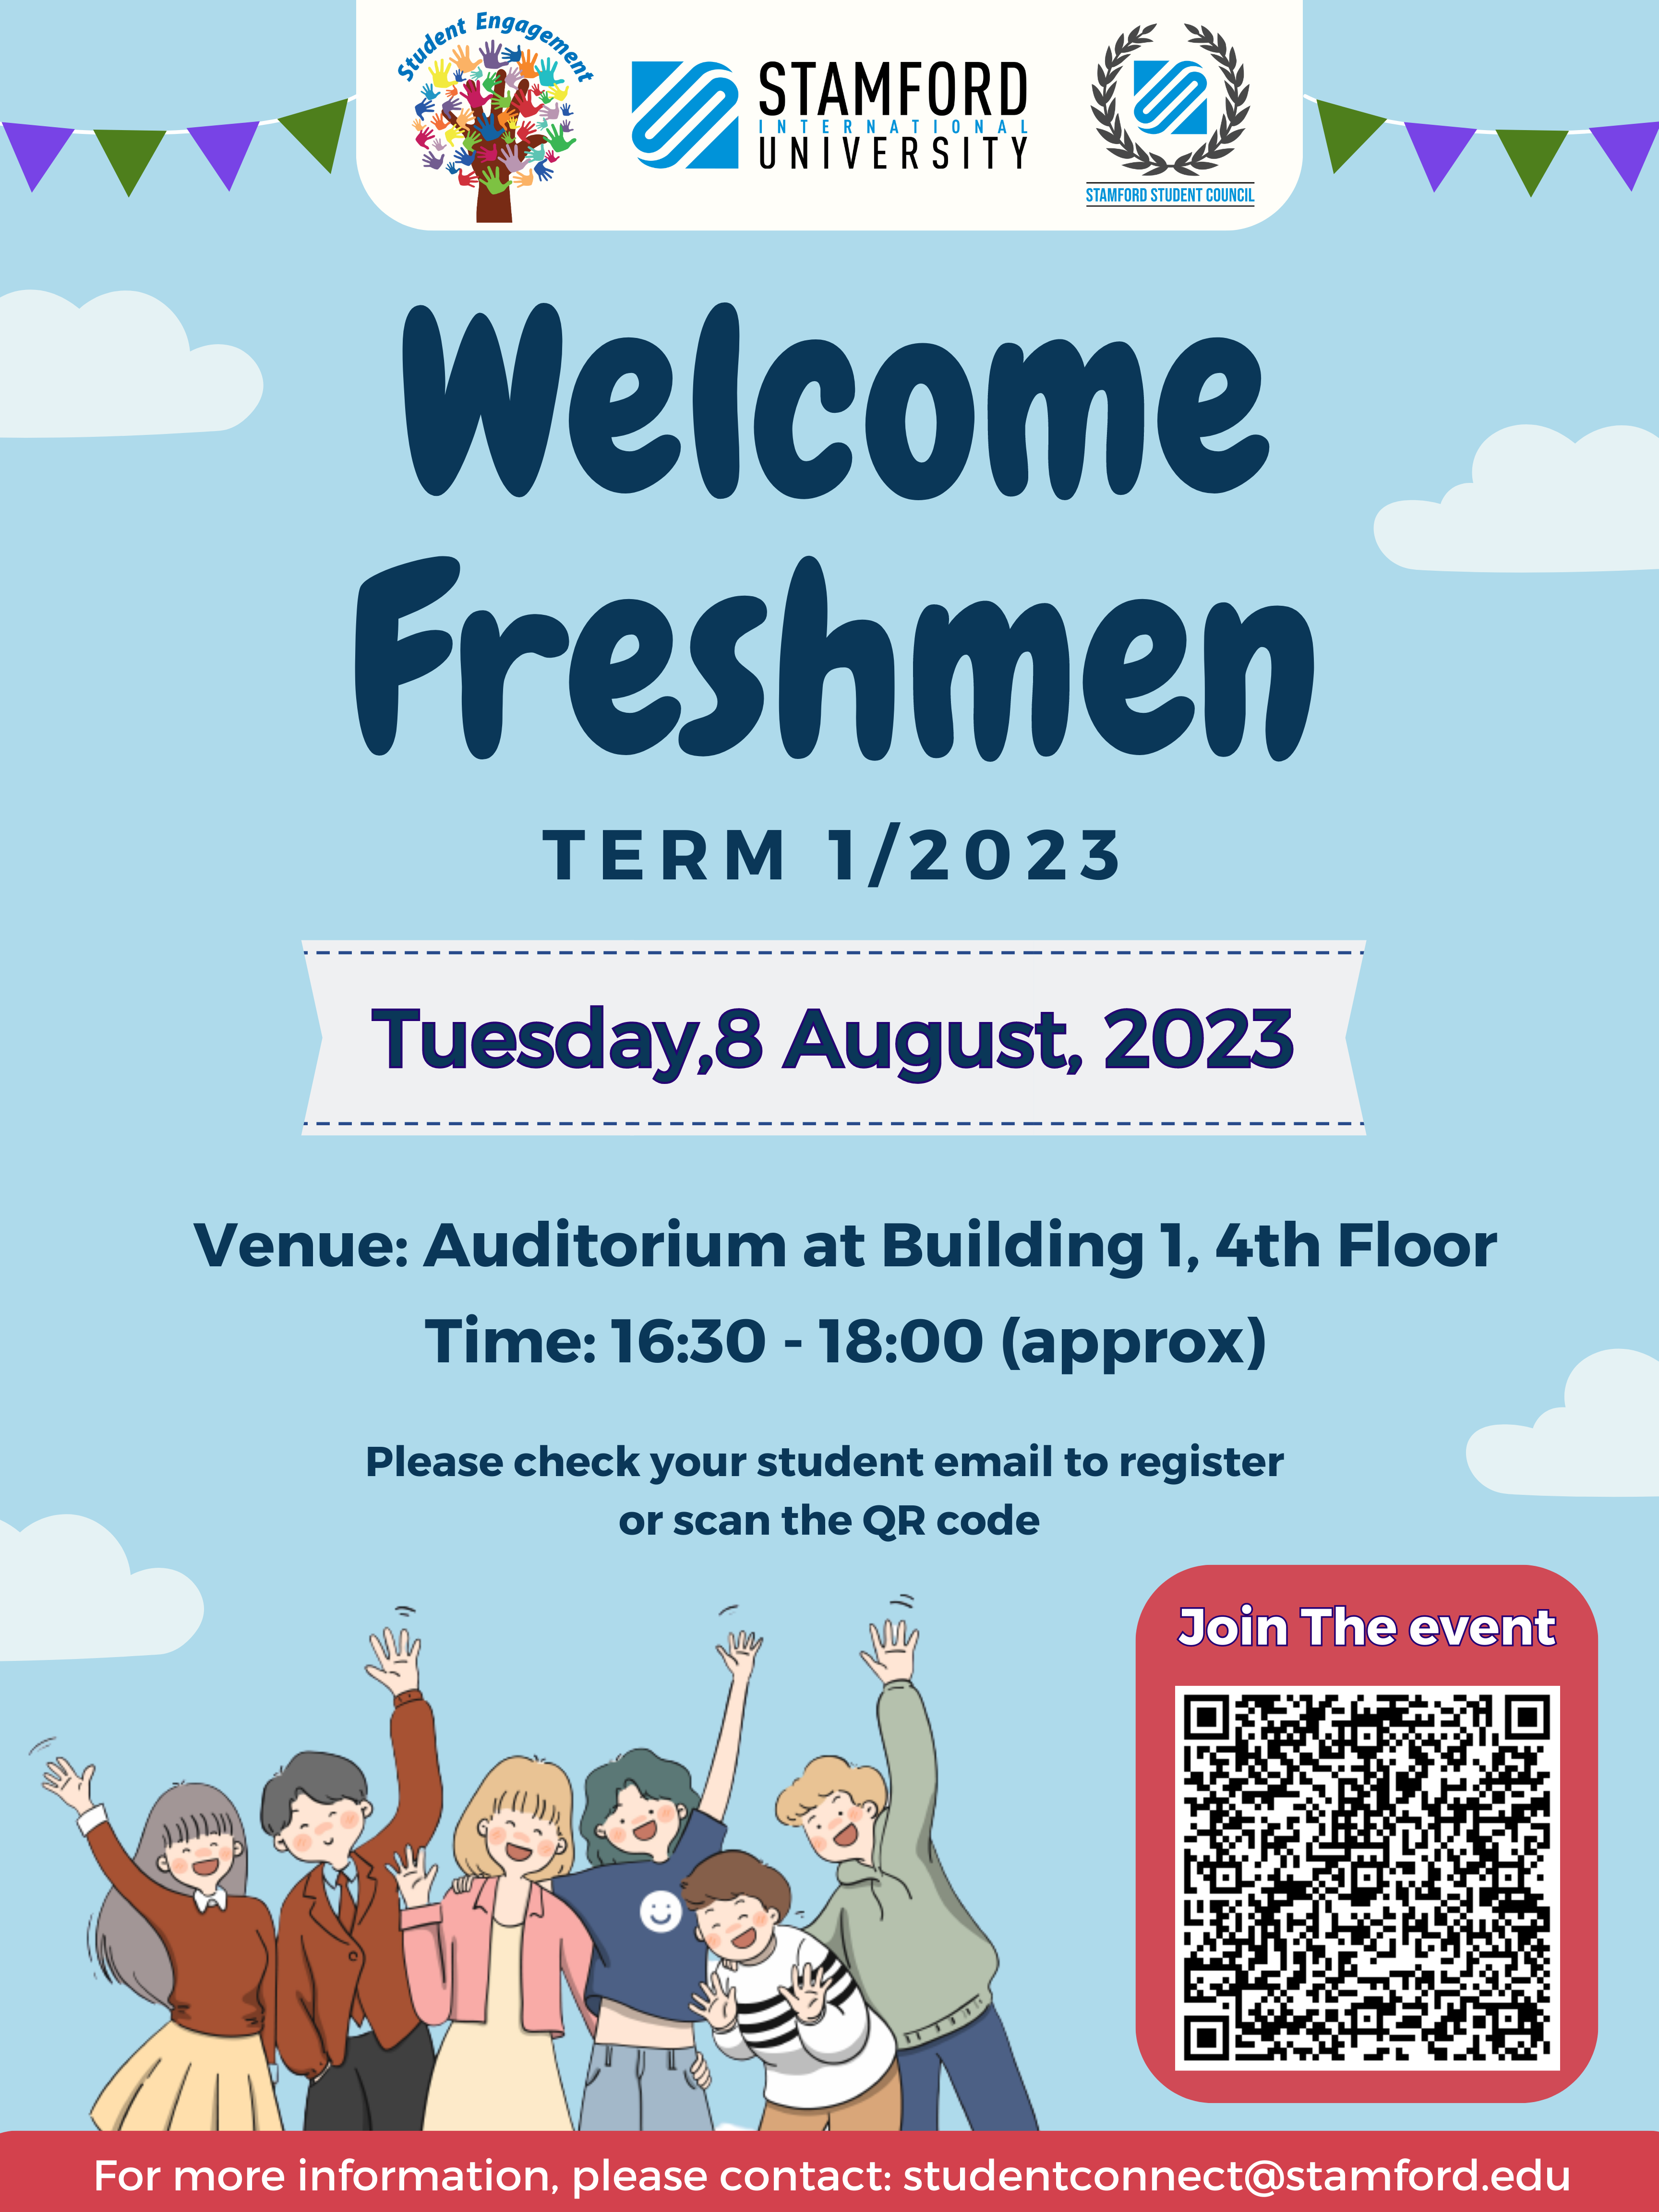 Student Engagement
STAMFORD
INTERNATIONAL
UNIVERSITY
STAMFORD STUDENT COUNCIL
Welcome
Freshmen
TERM 1/2023
Tuesday,8 August, 2023
Venue: Auditorium at Building 1, 4th Floor
Time: 16:30 - 18:00 (approx)
Please check your student email to register
or scan the QR code
Join The event
For more information, please contact: studentconnect@stamford.edu